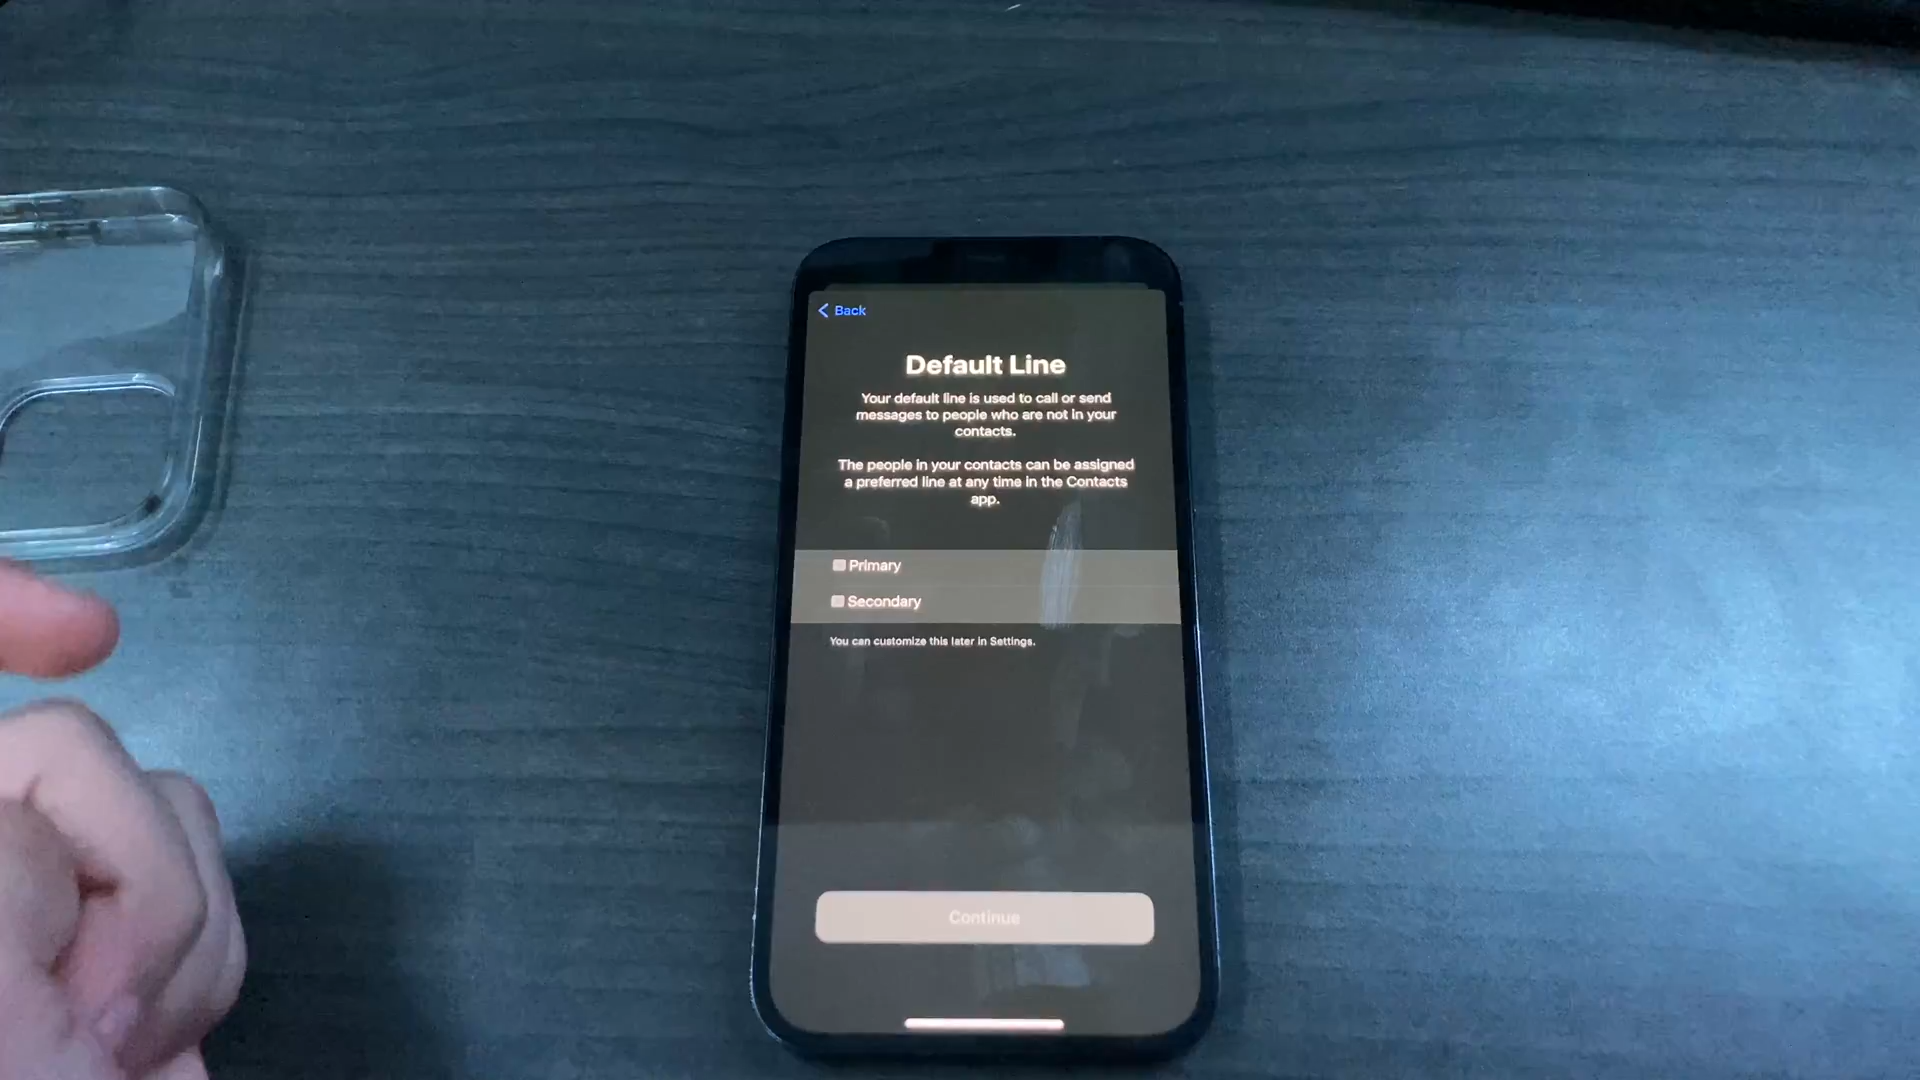 Back
Default Line
Your default line is used to call or send
messages to people who are not in your
contacts.
The people in your contacts can be assigned
a preferred line at any time in the Contacts
app.
Primary
Secondary
You can customize this later in Settings.
Continue